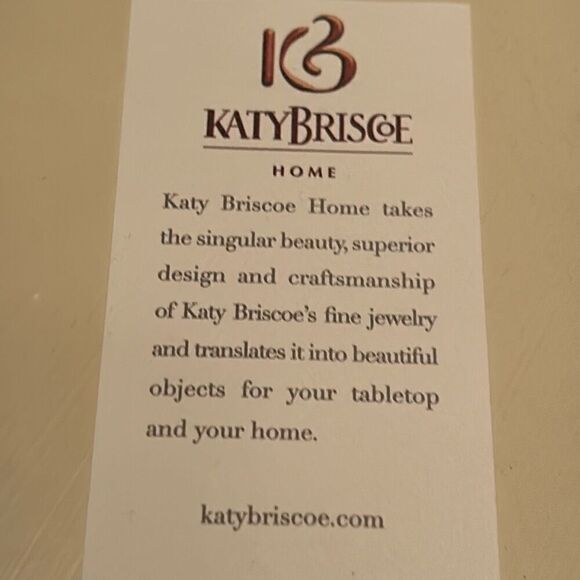 KB
KATYBRISCOE
HOME
Katy Briscoe Home takes
the singular beauty, superior
design and craftsmanship
of Katy Briscoe's fine jewelry
and translates it into beautiful
objects for your tabletop
and your home.
katybriscoe.com